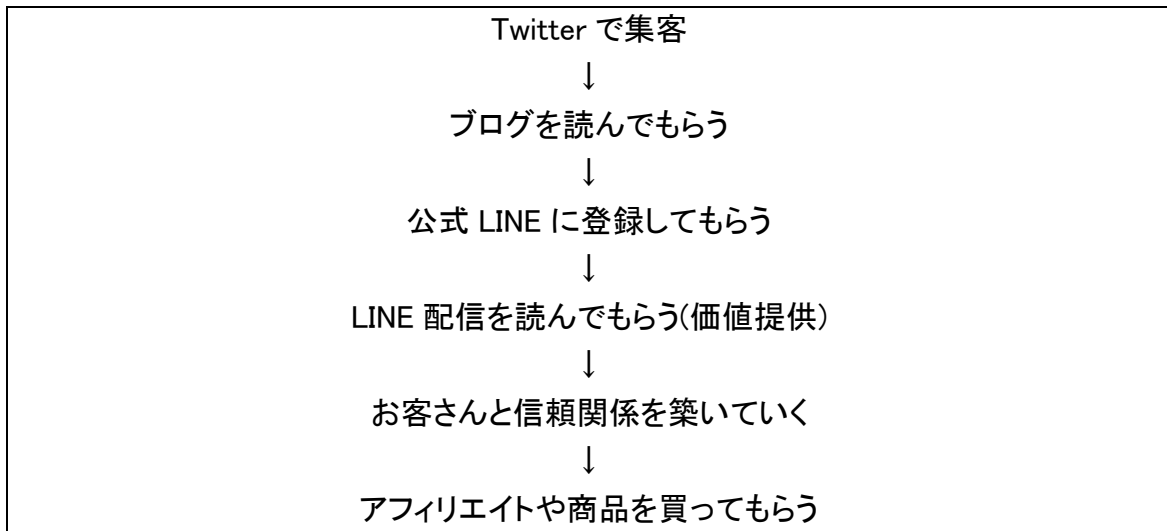 Twitter で集客
↓
ブログを読んでもらう
↓
公式 LINE に登録してもらう
↓
LINE 配信を読んでもらう(価値提供)
↓
お客さんと信頼関係を築いていく
↓
アフィリエイトや商品を買ってもらう